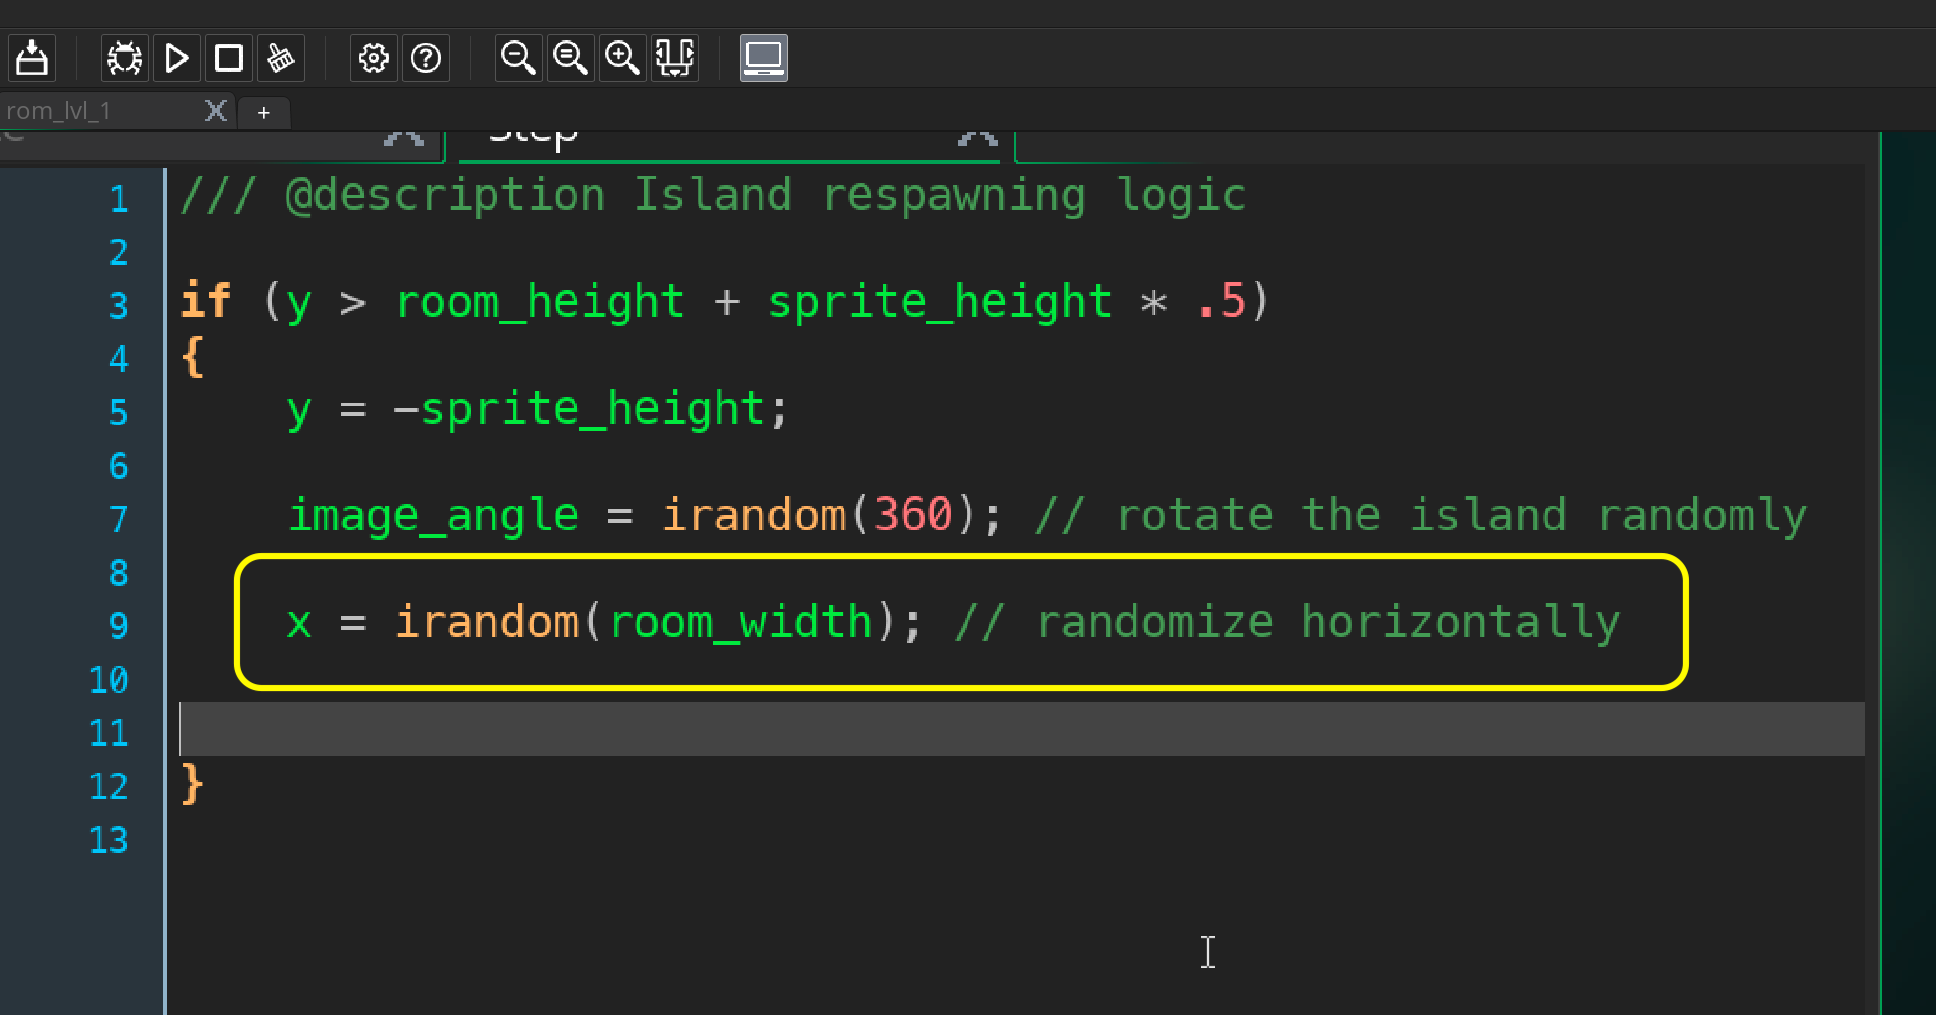 rom_lvl_1
+
Step
1 /// @description Island respawning logic
2
3 if (y > room_height + sprite_height * .5)
4 {
5 y = -sprite_height;
6
7 image_angle = irandom(360); // rotate the island randomly
8
9 x = irandom(room_width); // randomize horizontally
10
11
12 }
13